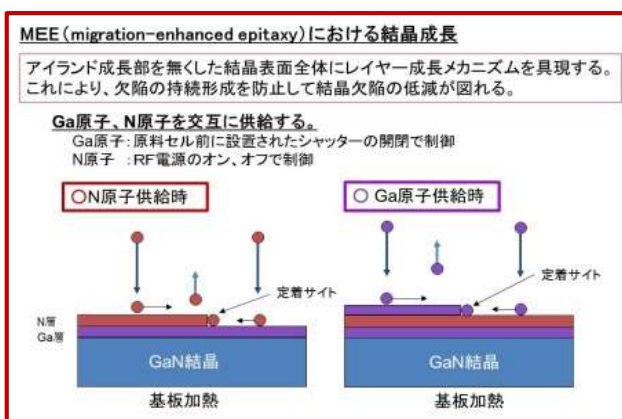 MEE(migration-enhanced epitaxy)における結晶成長
アイランド成長部を無くした結晶表面全体にレイヤー成長メカニズムを具現する。
これにより、欠陥の持続形成を防止して結晶欠陥の低減が図れる。
Ga原子、N原子を交互に供給する。
Ga原子:原料セル前に設置されたシャッターの開閉で制御
N原子 :RF電源のオン、オフで制御
○N原子供給時
定着サイト
N層
Ga層
GaN結晶
基板加熱
○ Ga原子供給時
定着サイト
GaN結晶
基板加熱